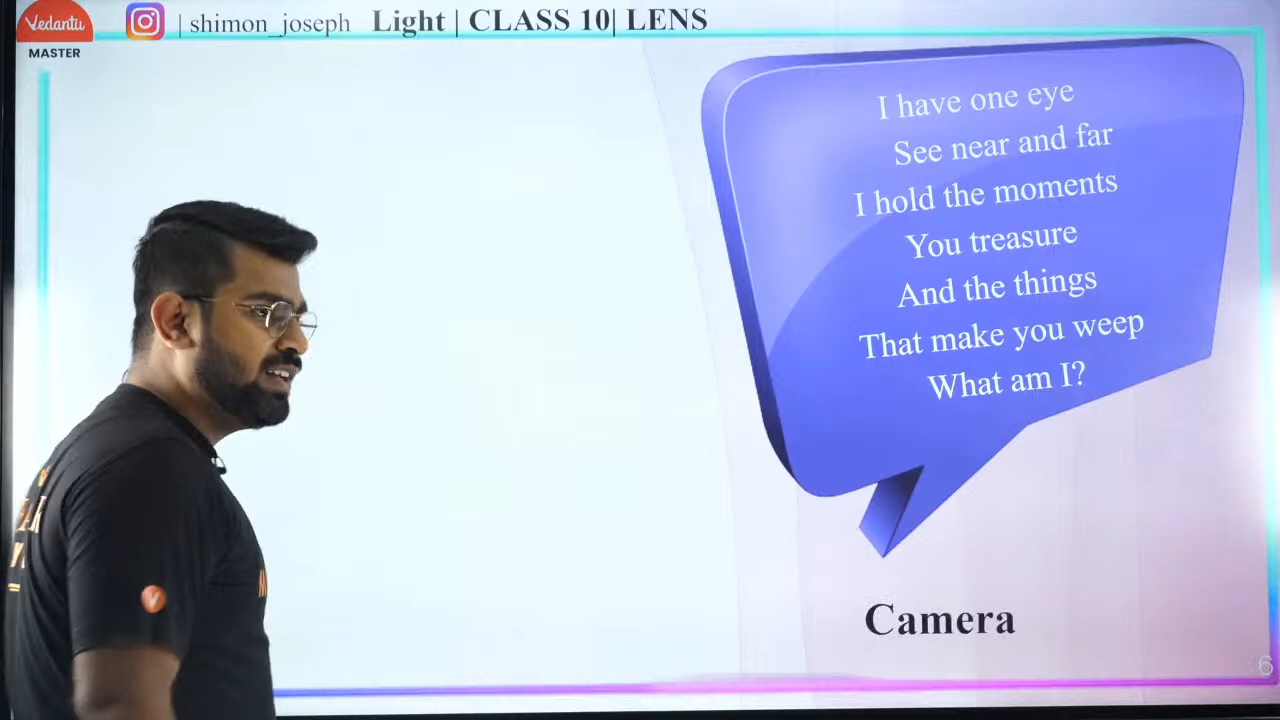 Vedantu
MASTER
| shimon_joseph
Light | CLASS 10| LENS
I have one eye
See near and far
I hold the moments
You treasure
And the things
That make you weep
What am I?
Camera
6